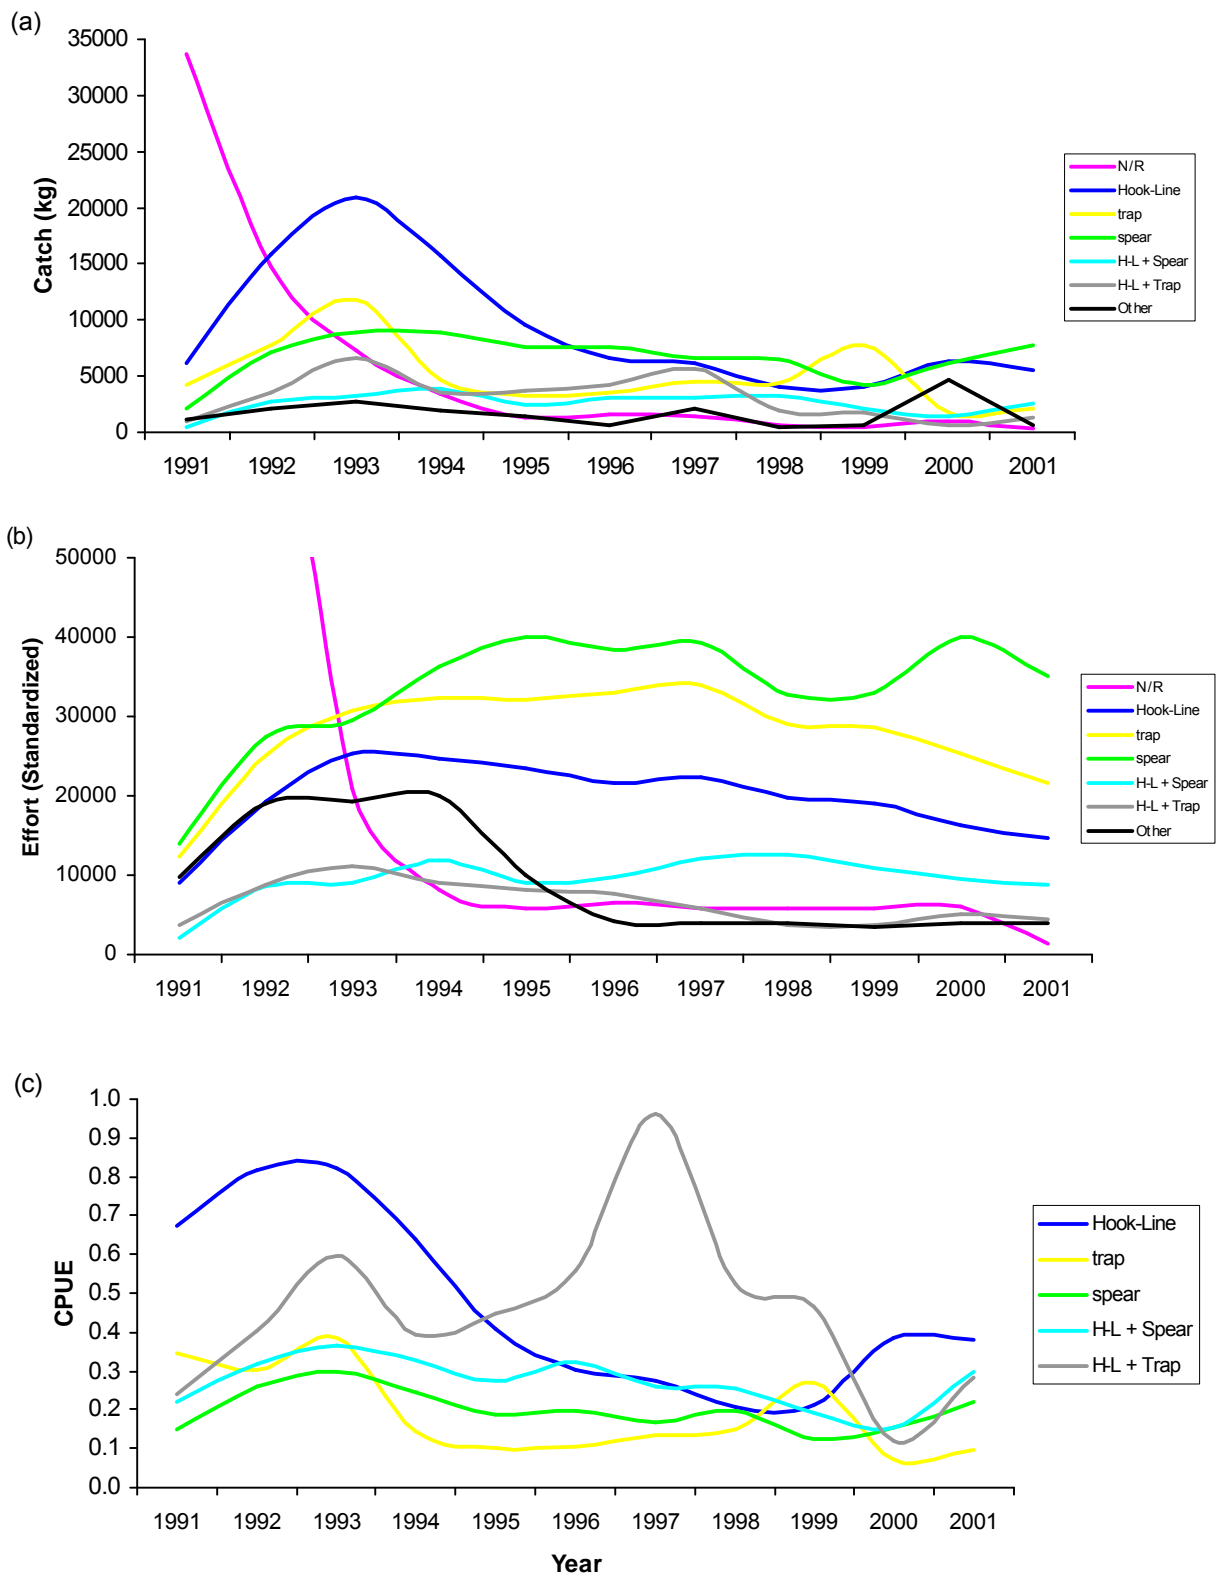 (a)
35000
30000
25000
20000
15000
10000
5000
0
Catch (kg)
1991 1992 1993 1994 1995 1996 1997 1998 1999 2000 2001
N/R
Hook-Line
trap
spear
H-L + Spear
H-L + Trap
Other
(b)
50000
40000
30000
20000
10000
0
Effort (Standardized)
1991 1992 1993 1994 1995 1996 1997 1998 1999 2000 2001
N/R
Hook-Line
trap
spear
H-L + Spear
H-L + Trap
Other
(c)
1.0
0.9
0.8
0.7
0.6
0.5
0.4
0.3
0.2
0.1
0.0
CPUE
1991 1992 1993 1994 1995 1996 1997 1998 1999 2000 2001
Year
Hook-Line
trap
spear
H-L + Spear
H-L + Trap